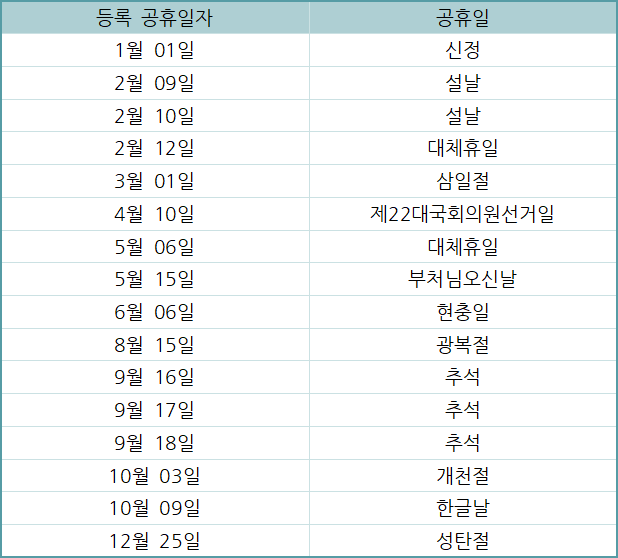 등록 공휴일자 공휴일
1월 01일 신정
2월 09일 설날
2월 10일 설날
2월 12일 대체휴일
3월 01일 삼일절
4월 10일 제22대국회의원선거일
5월 06일 대체휴일
5월 15일 부처님오신날
6월 06일 현충일
8월 15일 광복절
9월 16일 추석
9월 17일 추석
9월 18일 추석
10월 03일 개천절
10월 09일 한글날
12월 25일 성탄절